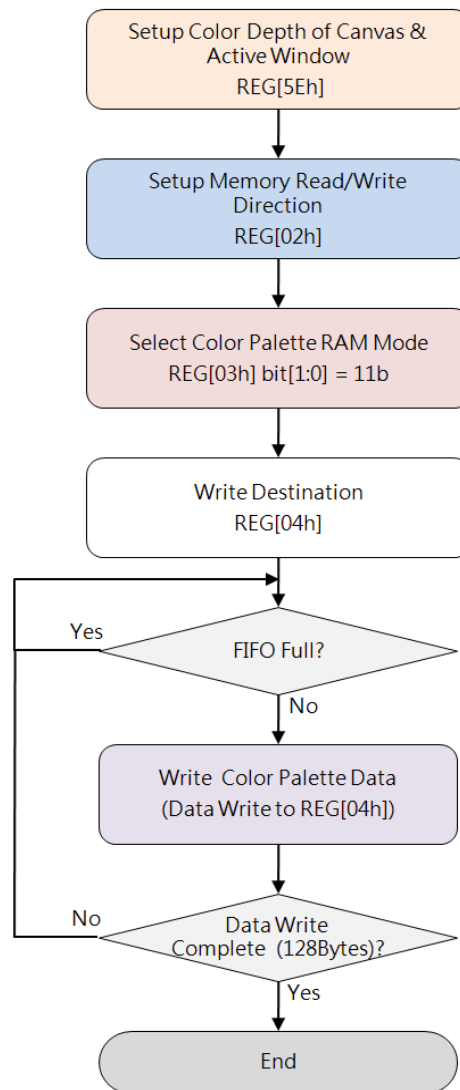 Setup Color Depth of Canvas &
Active Window
REG[5Eh]
Setup Memory Read/Write
Direction
REG[02h]
Select Color Palette RAM Mode
REG[03h] bit[1:0] = 11b
Write Destination
REG[04h]
Yes
FIFO Full?
No
Write Color Palette Data
(Data Write to REG[04h])
No
Data Write
Complete (128Bytes)?
Yes
End